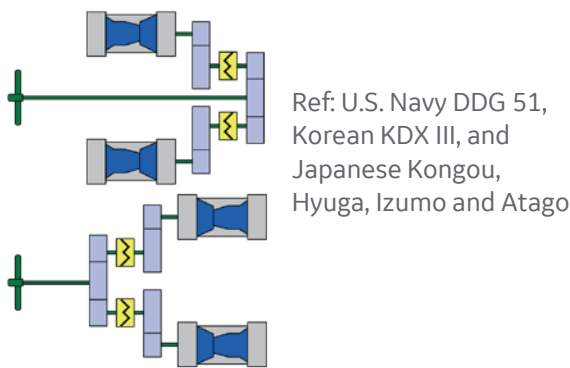 Ref: U.S. Navy DDG 51,
Korean KDX III, and
Japanese Kongou,
Hyuga, Izumo and Atago